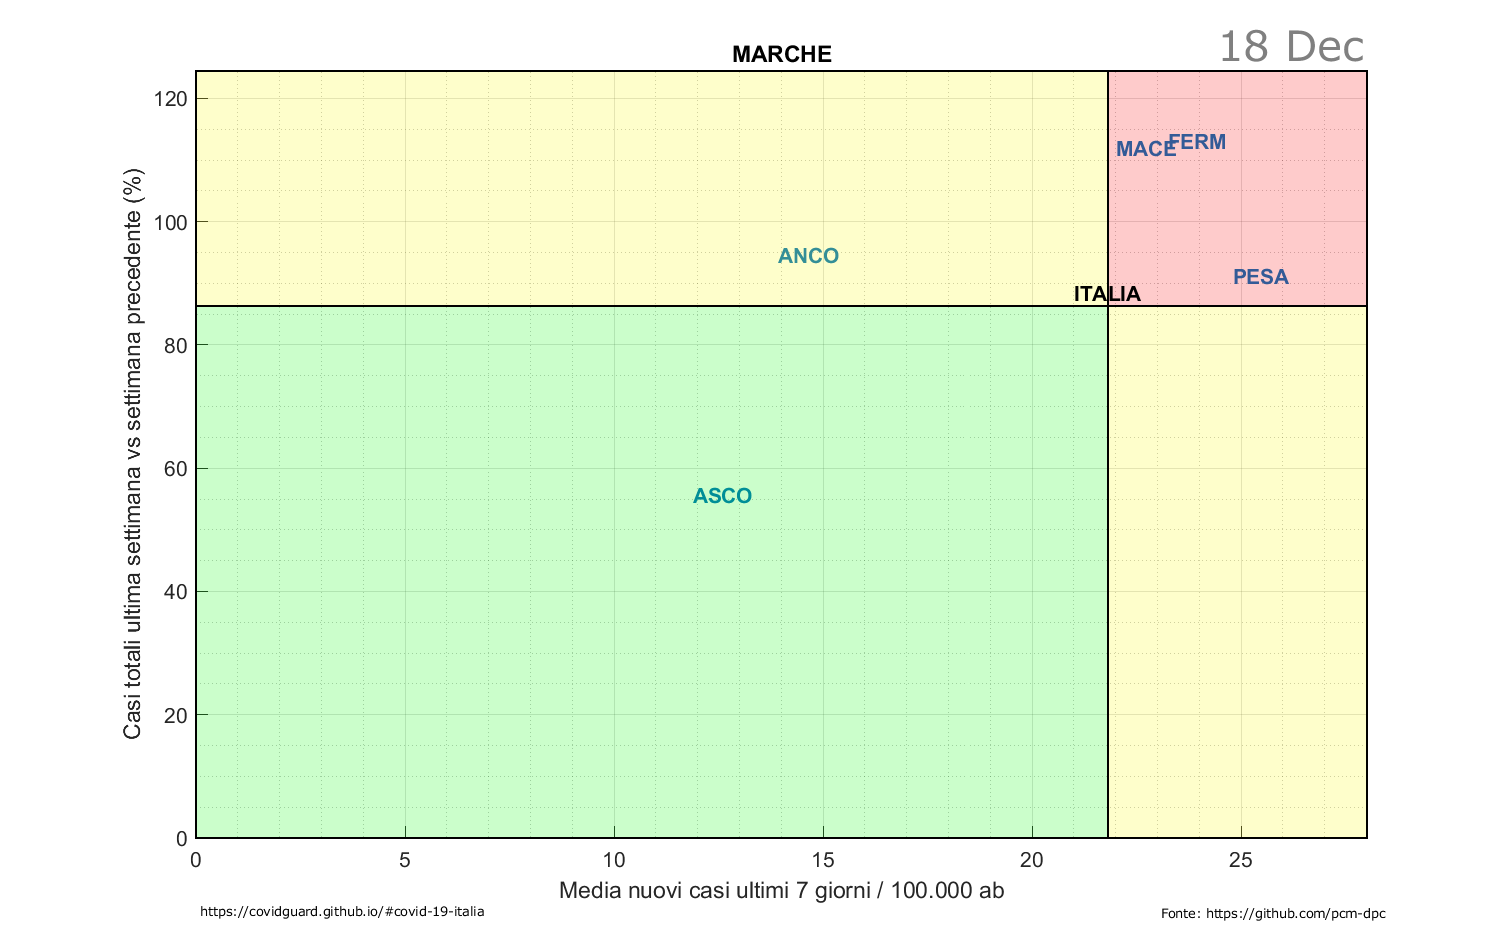 18 Dec
MARCHE
Casi totali ultima settimana vs settimana precedente (%)
120
100
80
60
40
20
0
MACE
FERM
ANCO
PESA
ITALIA
ASCO
0 5 10 15 20 25
Media nuovi casi ultimi 7 giorni / 100.000 ab
https://covidguard.github.io/#covid-19-italia
Fonte: https://github.com/pcm-dpc